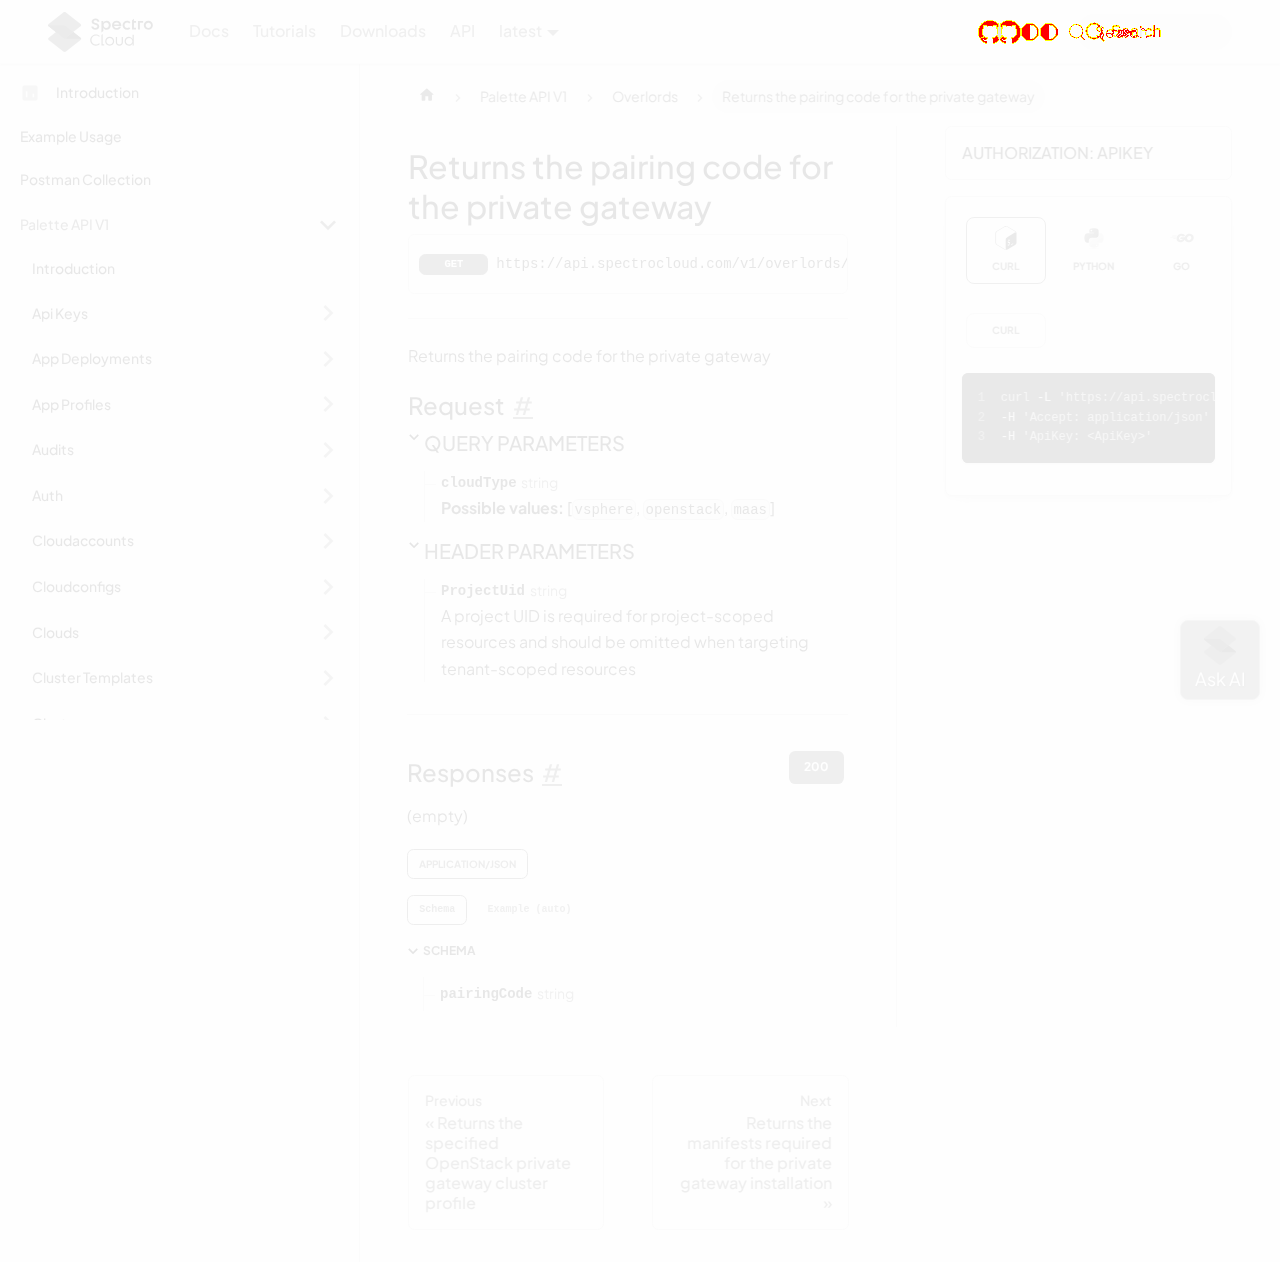 Spectro
Cloud
Docs
Tutorials
Downloads
API
latest
Introduction
Example Usage
Postman Collection
Palette API V1
Introduction
Api Keys
App Deployments
App Profiles
Audits
Auth
Cloudaccounts
Cloudconfigs
Clouds
Cluster Templates
Palette API V1
Overlords
Returns the pairing code for the private gateway
Returns the pairing code for
the private gateway
GET https://api.spectrocloud.com/v1/overlords/
Returns the pairing code for the private gateway
Request #
QUERY PARAMETERS
cloudType string
Possible values: [vsphere, openstack, maas]
HEADER PARAMETERS
ProjectUid string
A project UID is required for project-scoped
resources and should be omitted when targeting
tenant-scoped resources
Responses #
200
(empty)
APPLICATION/JSON
Schema
Example (auto)
SCHEMA
pairingCode string
Previous
« Returns the
specified
OpenStack private
gateway cluster
profile
Next
Returns the
manifests required
for the private
gateway installation
»
AUTHORIZATION: APIKEY
CURL
PYTHON
GO
GO
CURL
1 curl -L 'https://api.spectrocl
2 -H 'Accept: application/json'
3 -H 'ApiKey: <ApiKey>'
Ask AI